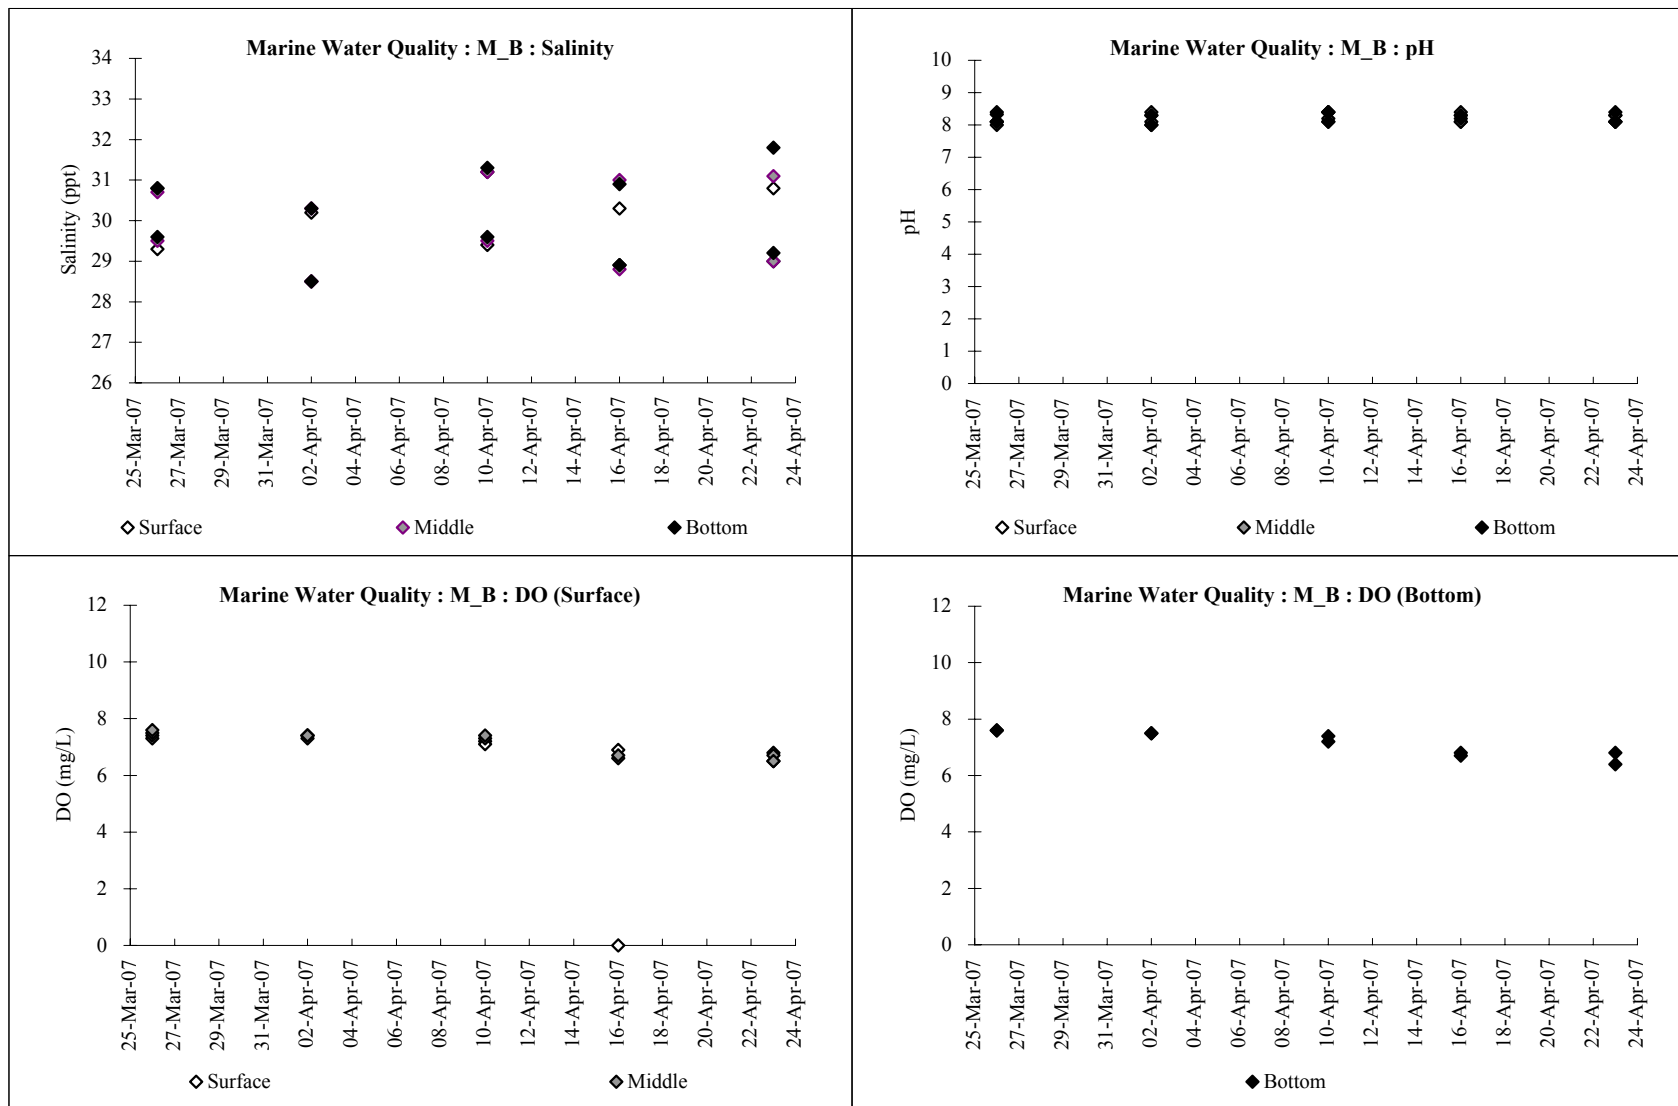 Marine Water Quality : M_B : Salinity
34
33
32
31
30
29
28
27
26
Salinity (ppt)
25-Mar-07
27-Mar-07
29-Mar-07
31-Mar-07
02-Apr-07
04-Apr-07
06-Apr-07
08-Apr-07
10-Apr-07
12-Apr-07
14-Apr-07
16-Apr-07
18-Apr-07
20-Apr-07
22-Apr-07
24-Apr-07
Surface Middle Bottom
Marine Water Quality : M_B : pH
10
9
8
7
6
5
4
3
2
1
0
pH
25-Mar-07
27-Mar-07
29-Mar-07
31-Mar-07
02-Apr-07
04-Apr-07
06-Apr-07
08-Apr-07
10-Apr-07
12-Apr-07
14-Apr-07
16-Apr-07
18-Apr-07
20-Apr-07
22-Apr-07
24-Apr-07
Surface Middle Bottom
Marine Water Quality : M_B : DO (Surface)
12
10
8
6
4
2
0
DO (mg/L)
25-Mar-07
27-Mar-07
29-Mar-07
31-Mar-07
02-Apr-07
04-Apr-07
06-Apr-07
08-Apr-07
10-Apr-07
12-Apr-07
14-Apr-07
16-Apr-07
18-Apr-07
20-Apr-07
22-Apr-07
24-Apr-07
Surface Middle
Marine Water Quality : M_B : DO (Bottom)
12
10
8
6
4
2
0
DO (mg/L)
25-Mar-07
27-Mar-07
29-Mar-07
31-Mar-07
02-Apr-07
04-Apr-07
06-Apr-07
08-Apr-07
10-Apr-07
12-Apr-07
14-Apr-07
16-Apr-07
18-Apr-07
20-Apr-07
22-Apr-07
24-Apr-07
Bottom